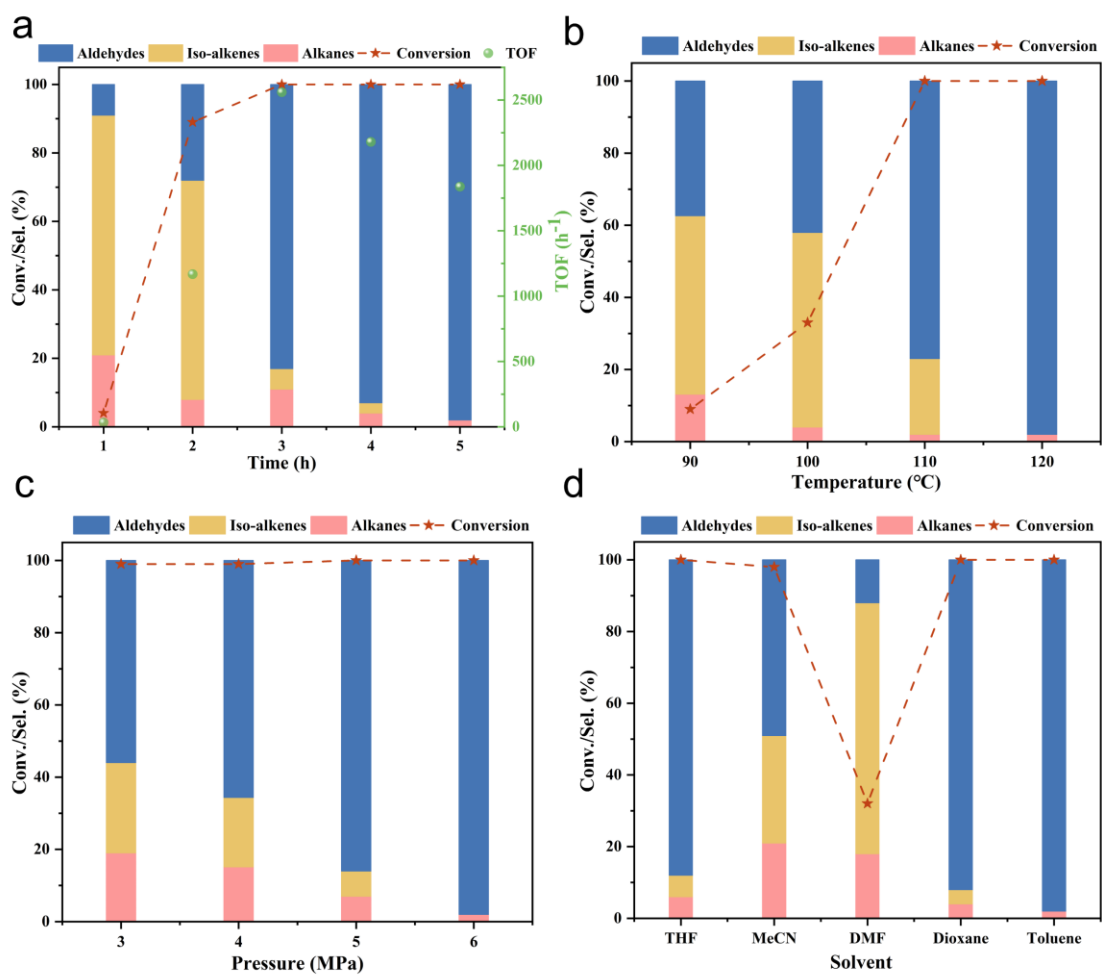 a
Aldehydes Iso-alkenes Alkanes Conversion TOF
Conv./Sel. (%)
100
80
60
40
20
0
2500
2000
1500
1000
500
0
TOF (h⁻¹)
1 2 3 4 5
Time (h)
b
Aldehydes Iso-alkenes Alkanes Conversion
Conv./Sel. (%)
100
80
60
40
20
0
90 100 110 120
Temperature (℃)
c
Aldehydes Iso-alkenes Alkanes Conversion
Conv./Sel. (%)
100
80
60
40
20
0
3 4 5 6
Pressure (MPa)
d
Aldehydes Iso-alkenes Alkanes Conversion
Conv./Sel. (%)
100
80
60
40
20
0
THF MeCN DMF Dioxane Toluene
Solvent